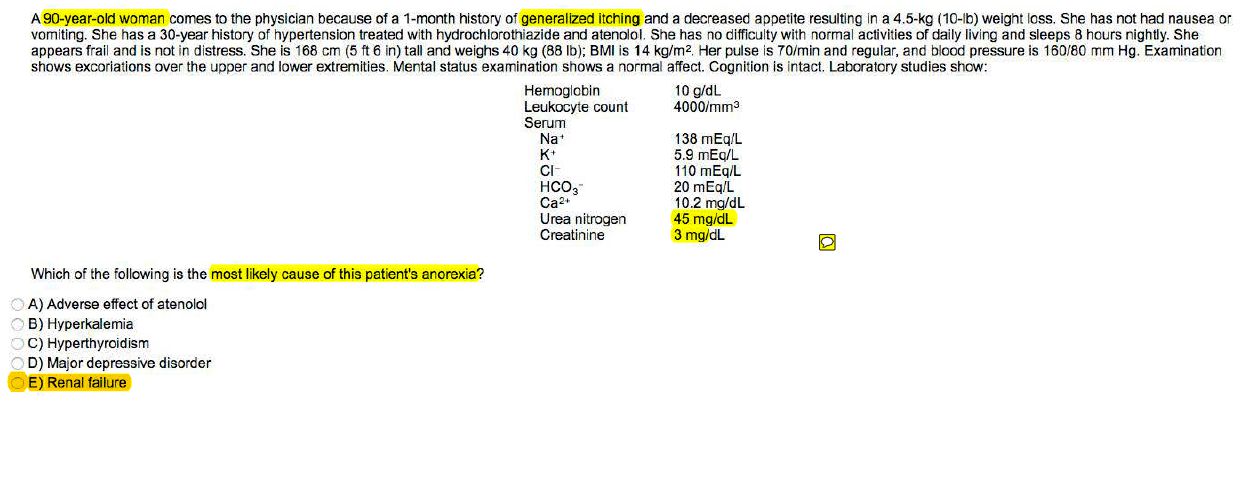 A 90-year-old woman comes to the physician because of a 1-month history of generalized itching and a decreased appetite resulting in a 4.5-kg (10-lb) weight loss. She has not had nausea or
vomiting. She has a 30-year history of hypertension treated with hydrochlorothiazide and atenolol. She has no difficulty with normal activities of daily living and sleeps 8 hours nightly. She
appears frail and is not in distress. She is 168 cm (5 ft 6 in) tall and weighs 40 kg (88 lb); BMI is 14 kg/m². Her pulse is 70/min and regular, and blood pressure is 160/80 mm Hg. Examination
shows excoriations over the upper and lower extremities. Mental status examination shows a normal affect. Cognition is intact. Laboratory studies show:
Hemoglobin 10 g/dL
Leukocyte count 4000/mm³
Serum
Na⁺ 138 mEq/L
K⁺ 5.9 mEq/L
Cl⁻ 110 mEq/L
HCO₃⁻ 20 mEq/L
Ca²⁺ 10.2 mg/dL
Urea nitrogen 45 mg/dL
Creatinine 3 mg/dL
Which of the following is the most likely cause of this patient's anorexia?
A) Adverse effect of atenolol
B) Hyperkalemia
C) Hyperthyroidism
D) Major depressive disorder
E) Renal failure